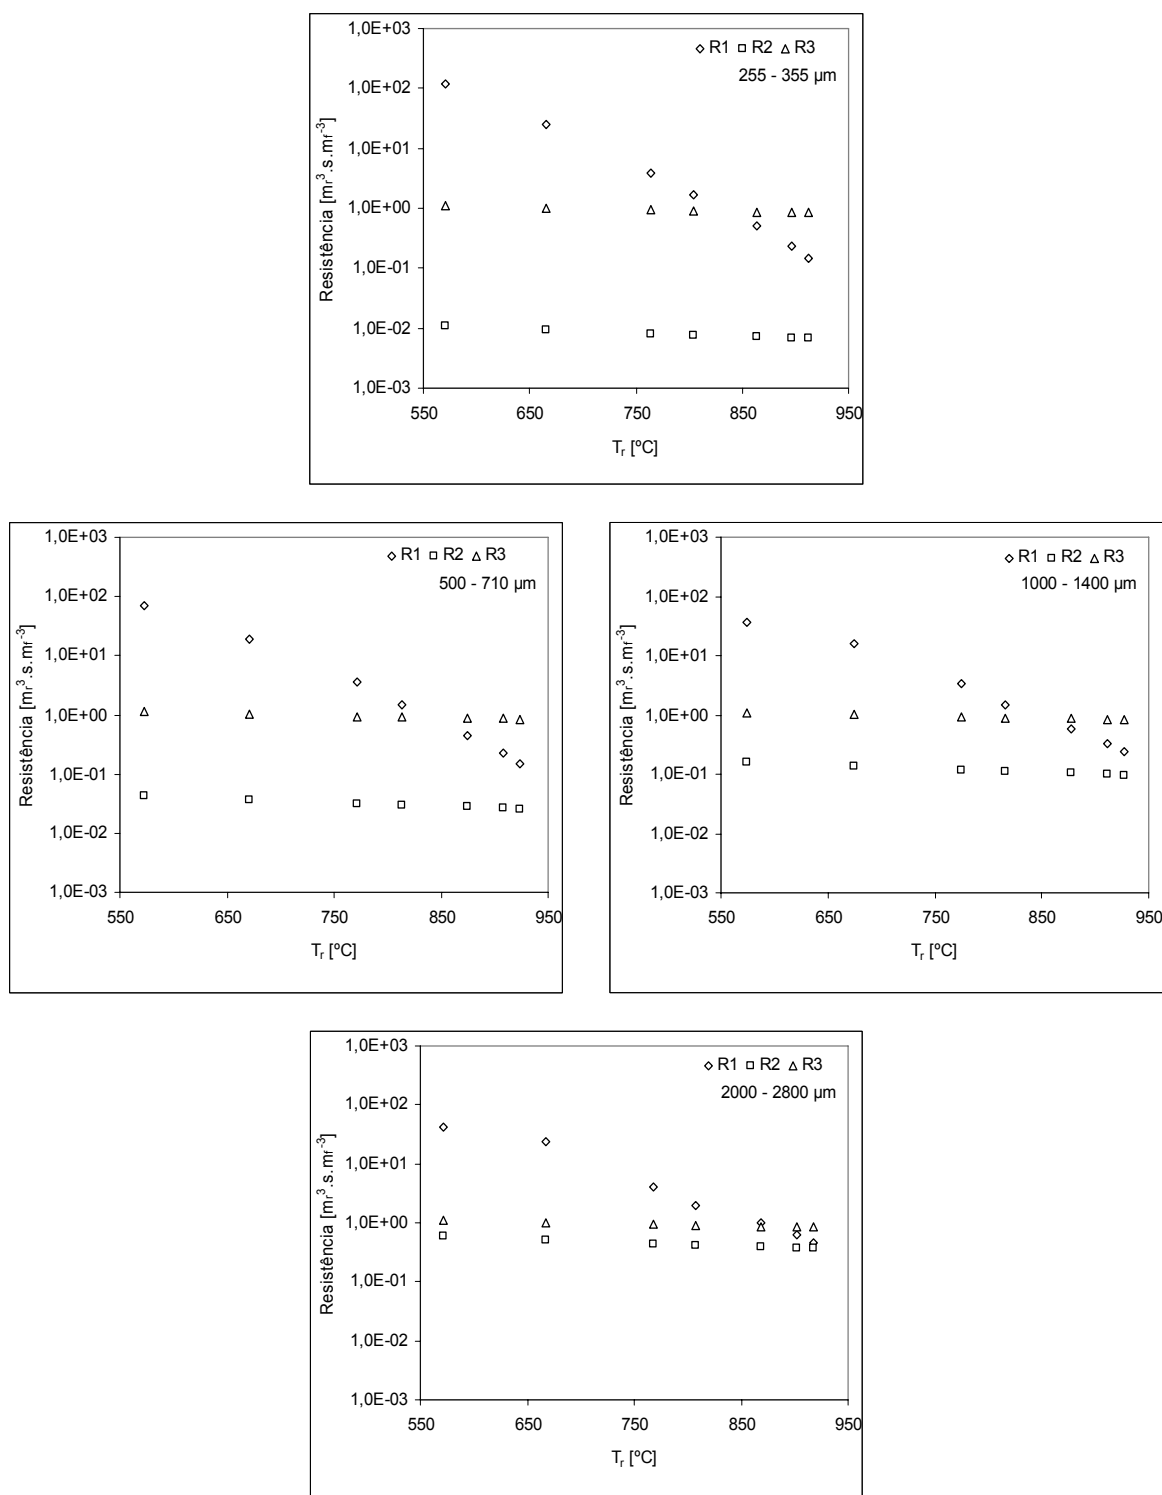 1,0E+03
◇ R1 □ R2 △ R3
255 - 355 µm
1,0E+02
1,0E+01
1,0E+00
1,0E-01
1,0E-02
1,0E-03
Resistência [mr³.s.mf⁻³]
550 650 750 850 950
Tr [ºC]
1,0E+03
◇ R1 □ R2 △ R3
500 - 710 µm
1,0E+02
1,0E+01
1,0E+00
1,0E-01
1,0E-02
1,0E-03
Resistência [mr³.s.mf⁻³]
550 650 750 850 950
Tr [ºC]
1,0E+03
◇ R1 □ R2 △ R3
1000 - 1400 µm
1,0E+02
1,0E+01
1,0E+00
1,0E-01
1,0E-02
1,0E-03
Resistência [mr³.s.mf⁻³]
550 650 750 850 950
Tr [ºC]
1,0E+03
◇ R1 □ R2 △ R3
2000 - 2800 µm
1,0E+02
1,0E+01
1,0E+00
1,0E-01
1,0E-02
1,0E-03
Resistência [mr³.s.mf⁻³]
550 650 750 850 950
Tr [ºC]